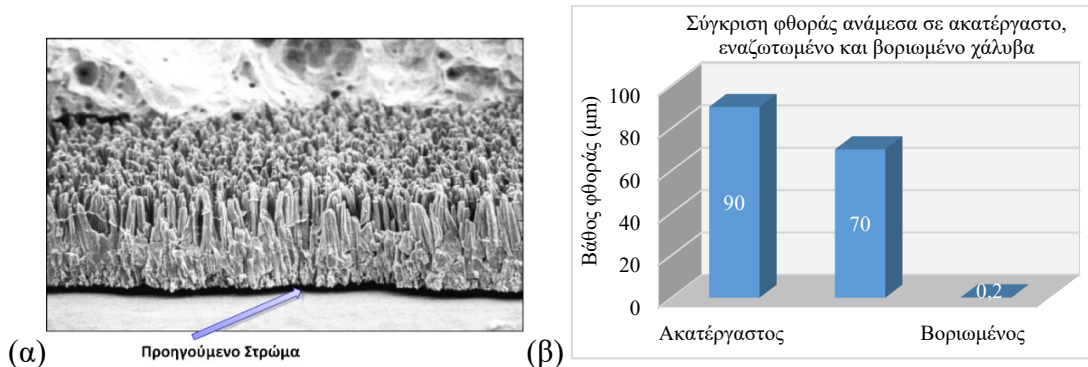 (α)
Προηγούμενο Στρώμα
(β)
Σύγκριση φθοράς ανάμεσα σε ακατέργαστο,
εναζωτωμένο και βοριωμένο χάλυβα
Βάθος φθοράς (μm)
100
80
60
40
20
0
90
70
0,2
Ακατέργαστος
Βοριωμένος